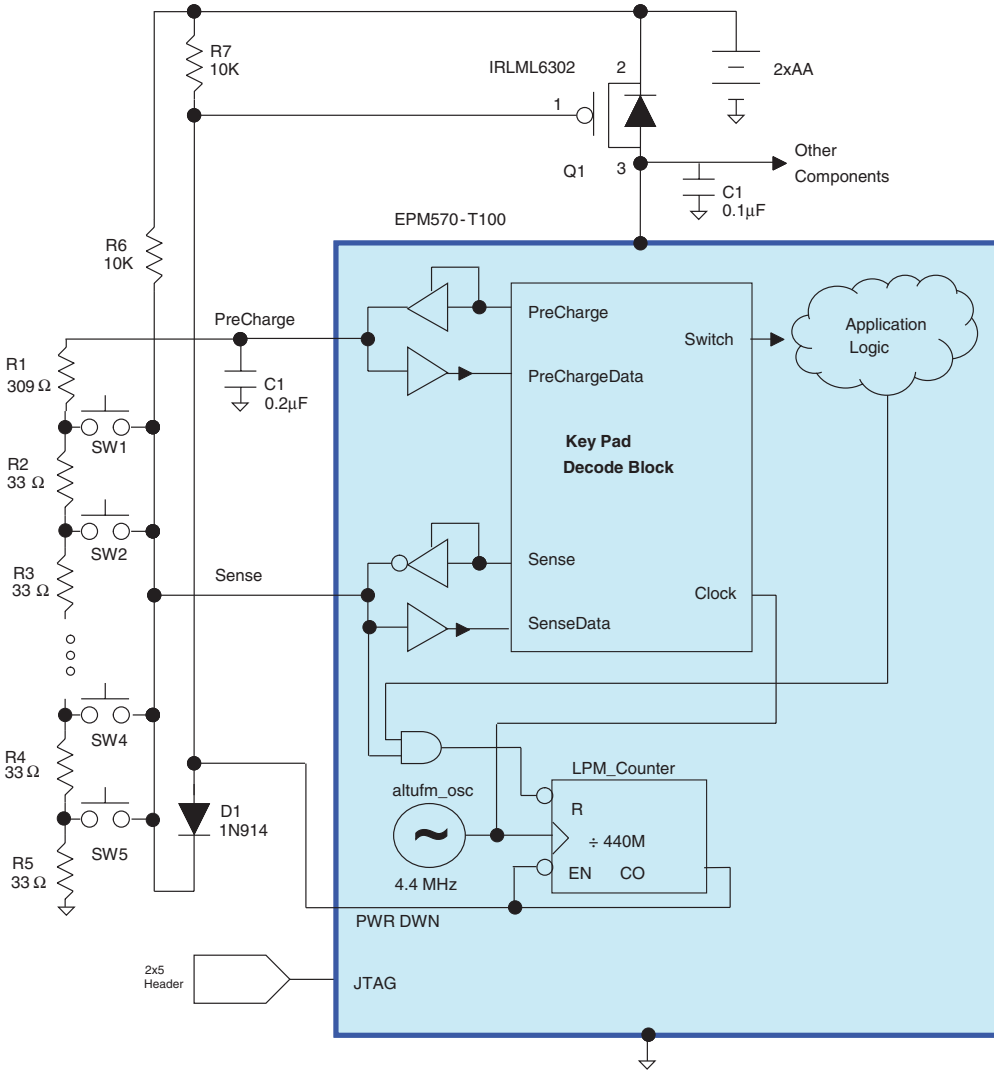 R7
10K
IRLML6302
2
2xAA
1
Q1
3
Other
Components
C1
0.1μF
EPM570-T100
R6
10K
PreCharge
PreCharge
Switch
Application
Logic
R1
309 Ω
C1
0.2μF
PreChargeData
SW1
Key Pad
Decode Block
R2
33 Ω
SW2
R3
33 Ω
Sense
Sense
Clock
SenseData
SW4
R4
33Ω
LPM_Counter
altufm_osc
D1
1N914
R
~
÷ 440M
SW5
R5
33Ω
4.4 MHz
EN CO
PWR DWN
2x5
Header
JTAG